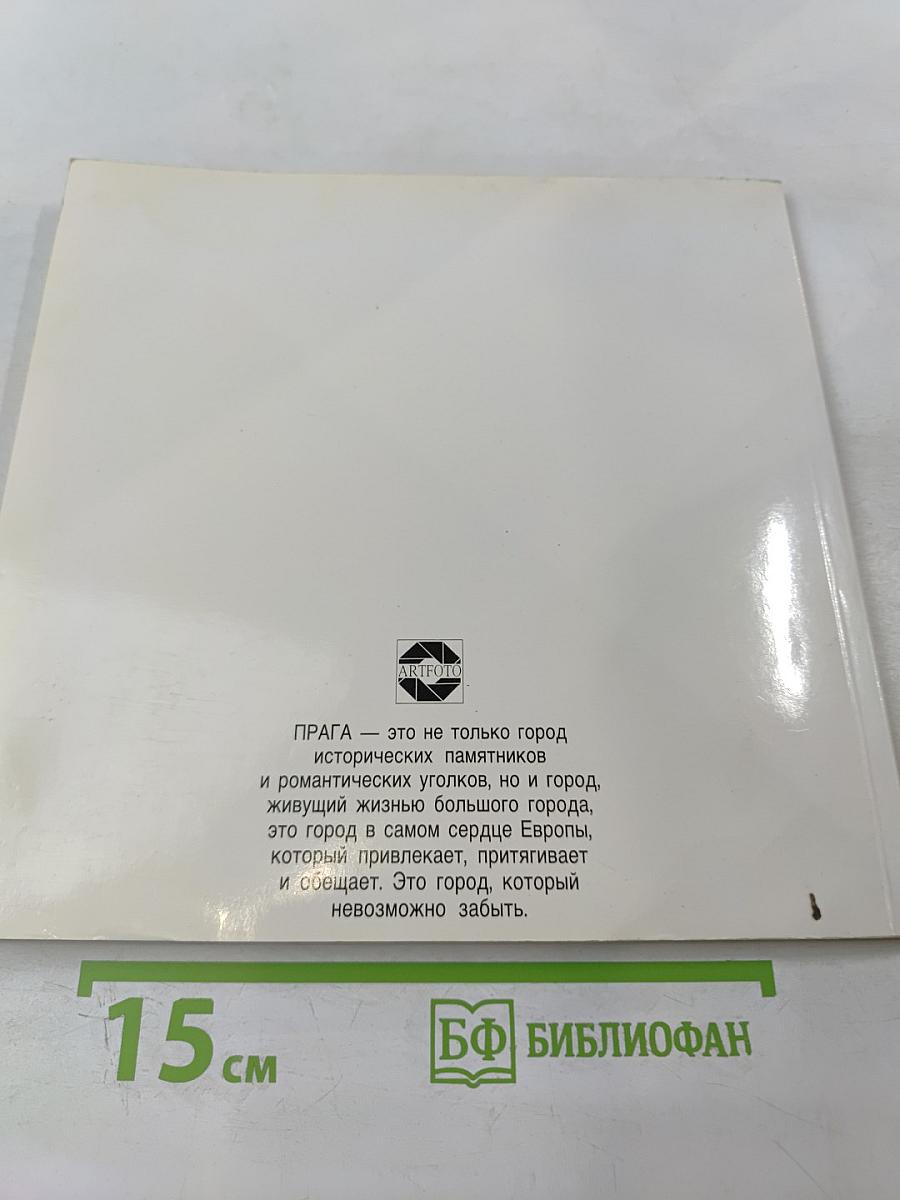 ARTFOTO
ПРАГА — это не только город
исторических памятников
и романтических уголков, но и город,
живущий жизнью большого города,
это город в самом сердце Европы,
который привлекает, притягивает
и обещает. Это город, который
невозможно забыть.
15 см
БФ БИБЛИОФАН